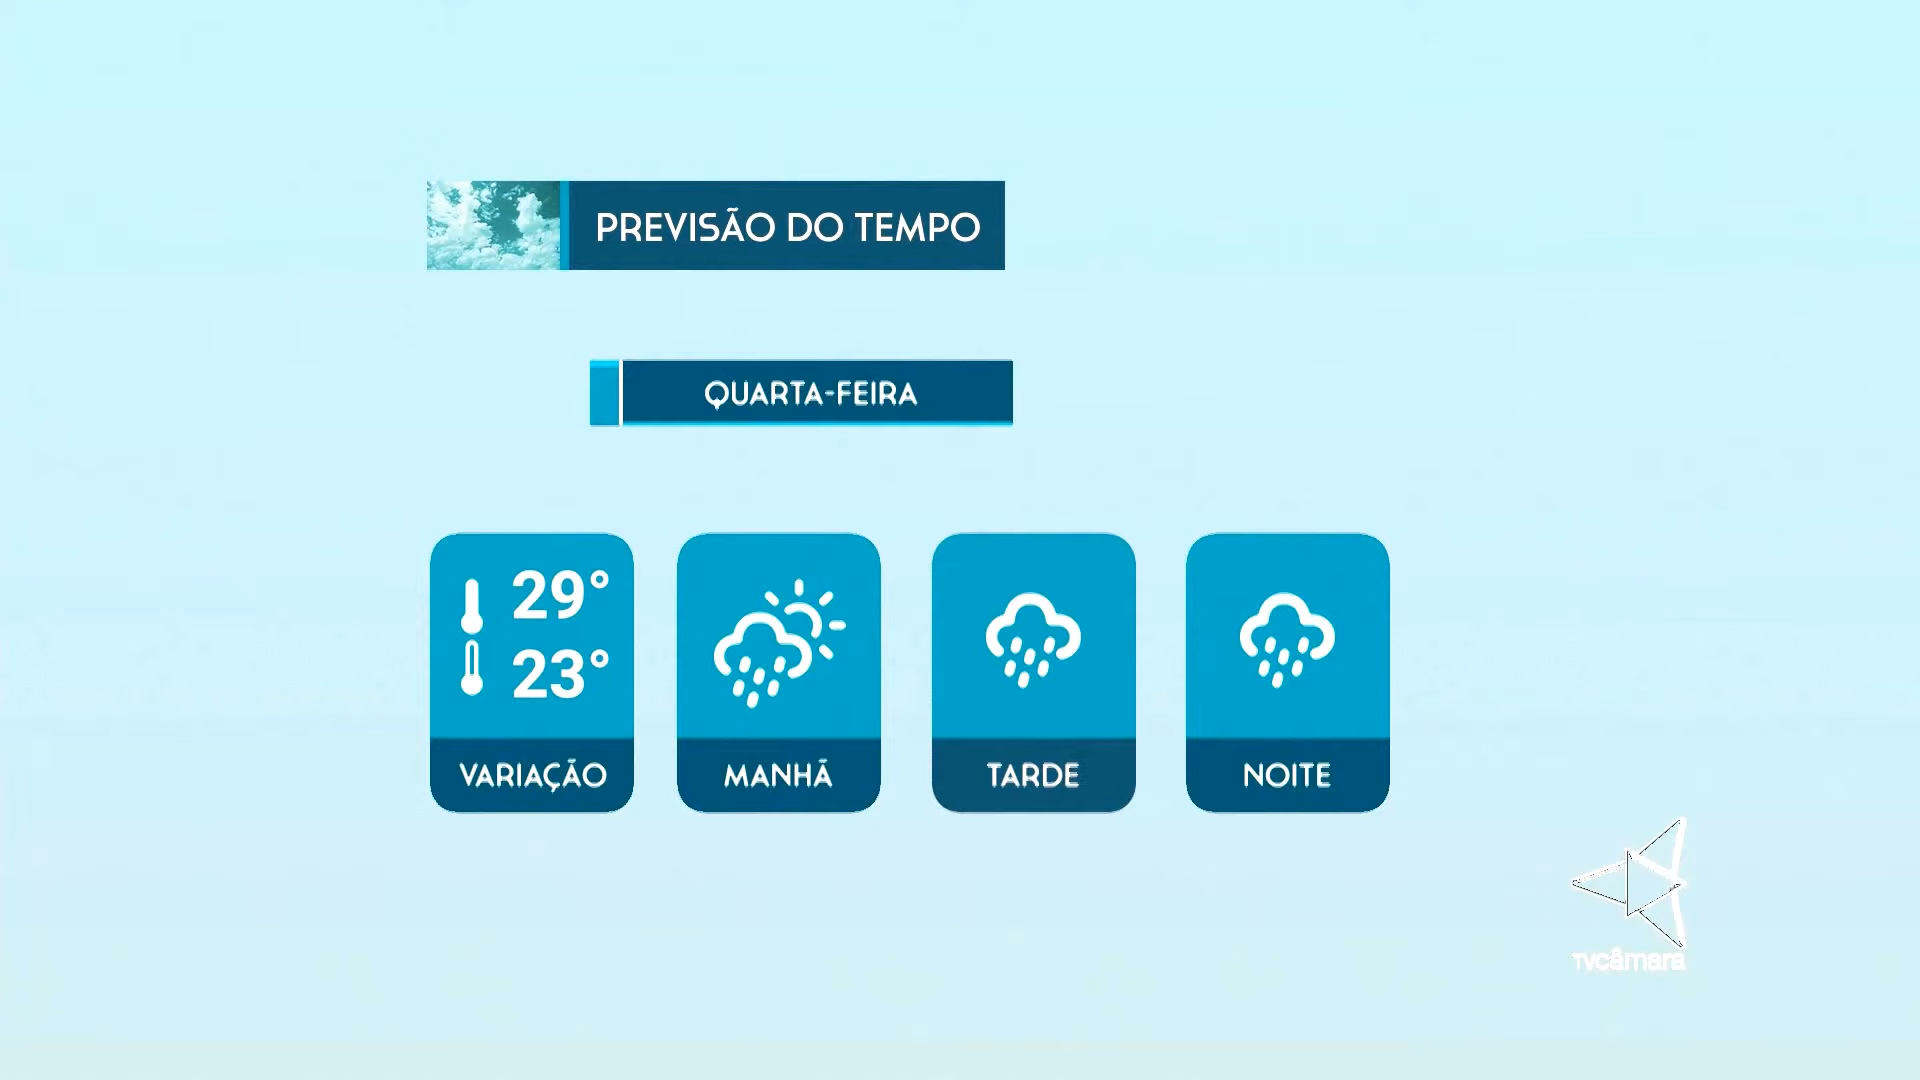 PREVISÃO DO TEMPO
QUARTA-FEIRA
29°
23°
VARIAÇÃO
MANHÃ
TARDE
NOITE
TVcâmara